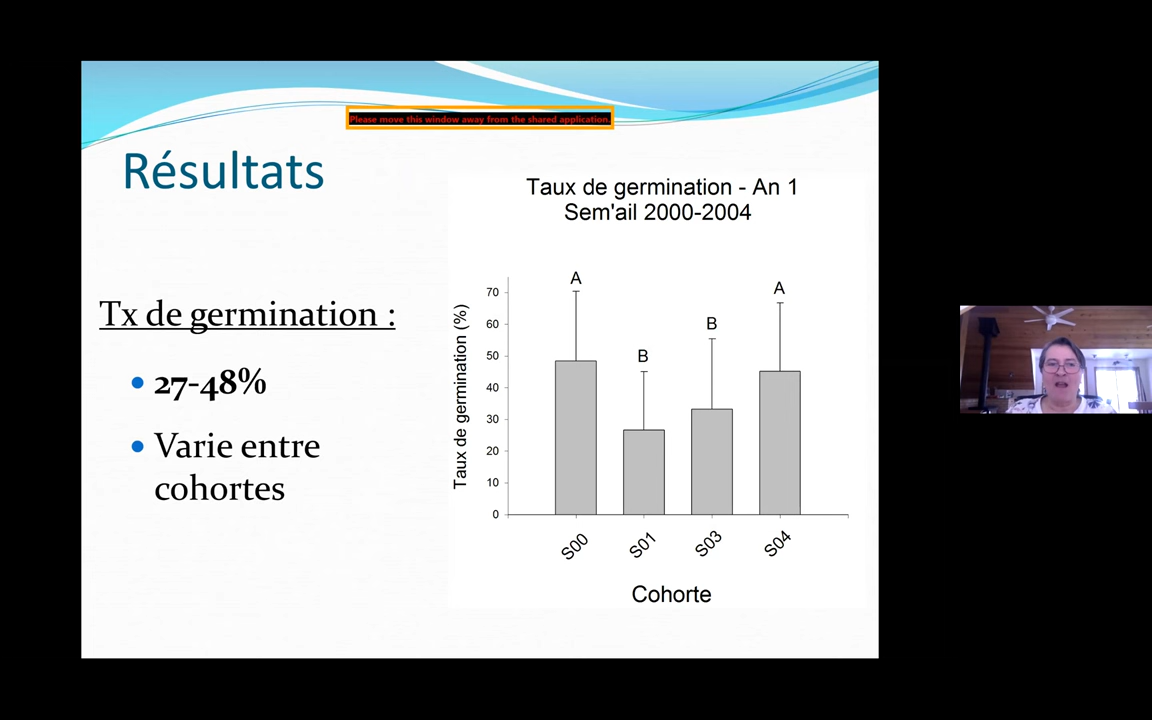 Please move this window away from the shared application.
Résultats
Taux de germination - An 1
Sem'ail 2000-2004
Tx de germination :
• 27-48%
• Varie entre
cohortes
Taux de germination (%)
70
60
50
40
30
20
10
0
A
B
B
A
S00
S01
S03
S04
Cohorte